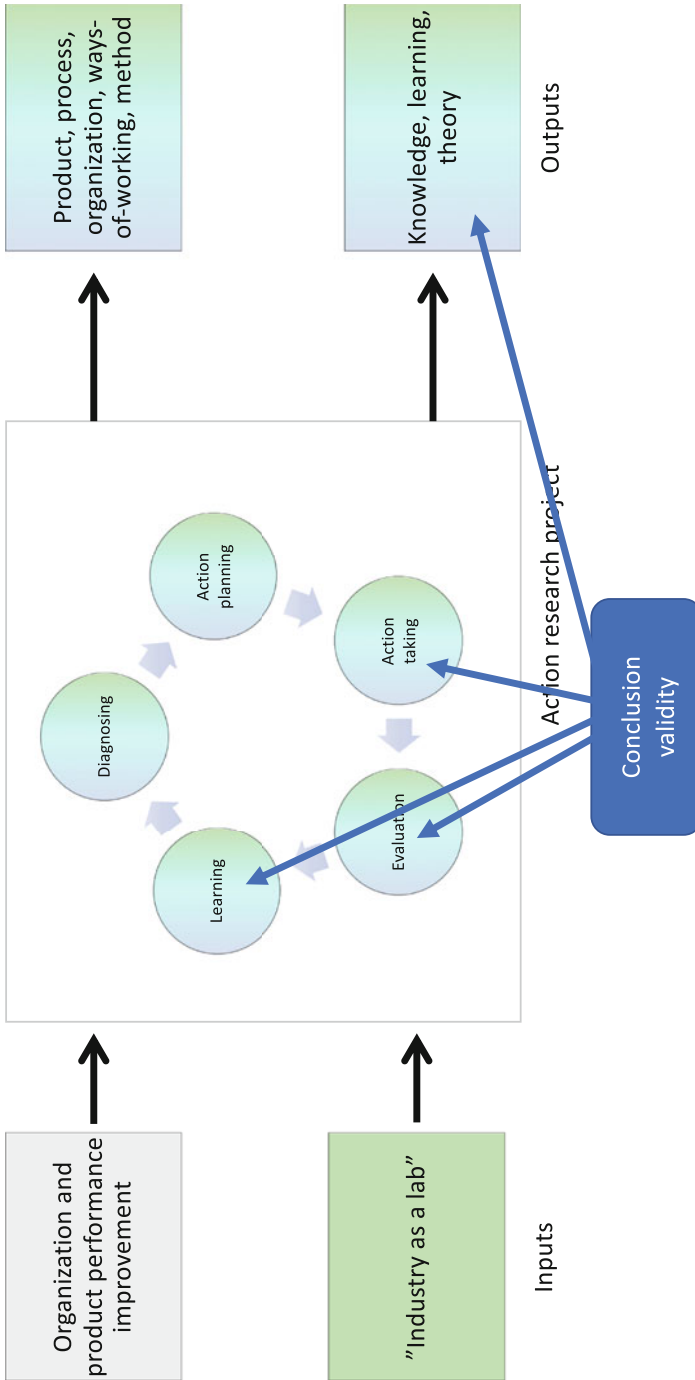 Organization and
product performance
improvement
”Industry as a lab”
Inputs
Diagnosing
Action
planning
Action
taking
Evaluation
Learning
Action research project
Conclusion
validity
Product, process,
organization, ways-
of-working, method
Knowledge, learning,
theory
Outputs